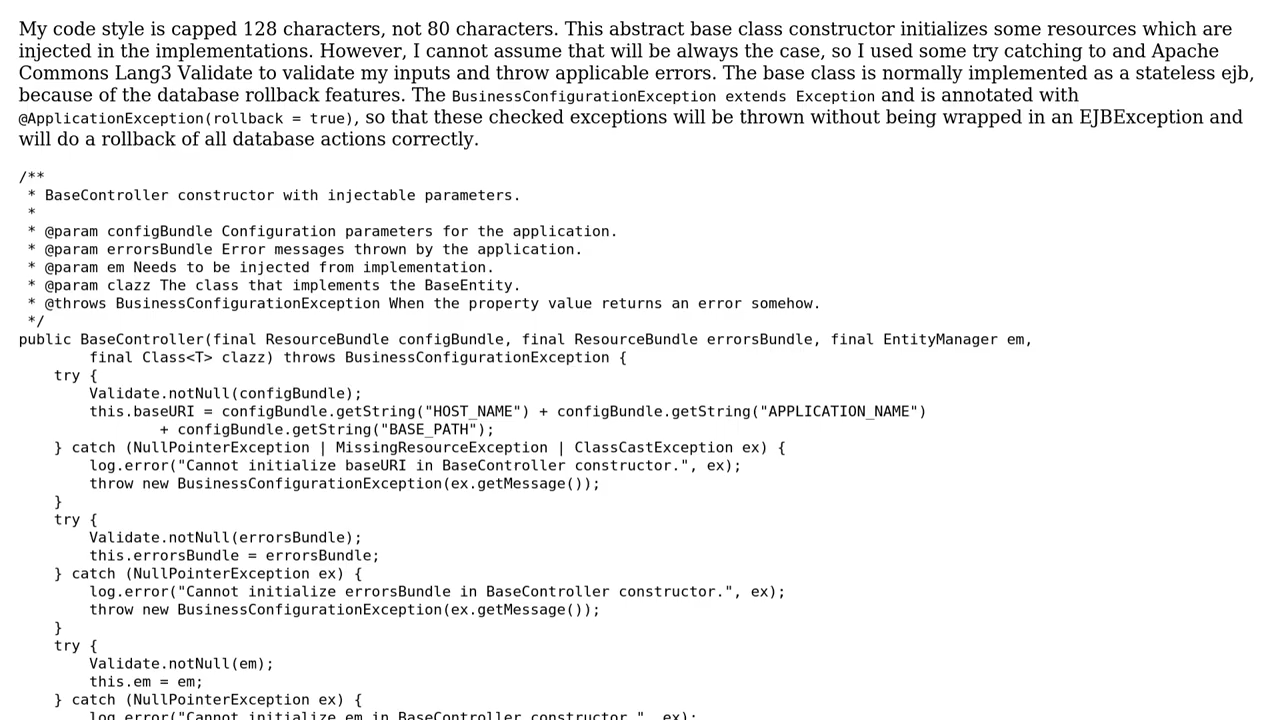 My code style is capped 128 characters, not 80 characters. This abstract base class constructor initializes some resources which are
injected in the implementations. However, I cannot assume that will be always the case, so I used some try catching to and Apache
Commons Lang3 Validate to validate my inputs and throw applicable errors. The base class is normally implemented as a stateless ejb,
because of the database rollback features. The BusinessConfigurationException extends Exception and is annotated with
@ApplicationException(rollback = true), so that these checked exceptions will be thrown without being wrapped in an EJBException and
will do a rollback of all database actions correctly.
/**
 * BaseController constructor with injectable parameters.
 *
 * @param configBundle Configuration parameters for the application.
 * @param errorsBundle Error messages thrown by the application.
 * @param em Needs to be injected from implementation.
 * @param clazz The class that implements the BaseEntity.
 * @throws BusinessConfigurationException When the property value returns an error somehow.
 */
public BaseController(final ResourceBundle configBundle, final ResourceBundle errorsBundle, final EntityManager em,
        final Class<T> clazz) throws BusinessConfigurationException {
    try {
        Validate.notNull(configBundle);
        this.baseURI = configBundle.getString("HOST_NAME") + configBundle.getString("APPLICATION_NAME")
                + configBundle.getString("BASE_PATH");
    } catch (NullPointerException | MissingResourceException | ClassCastException ex) {
        log.error("Cannot initialize baseURI in BaseController constructor.", ex);
        throw new BusinessConfigurationException(ex.getMessage());
    }
    try {
        Validate.notNull(errorsBundle);
        this.errorsBundle = errorsBundle;
    } catch (NullPointerException ex) {
        log.error("Cannot initialize errorsBundle in BaseController constructor.", ex);
        throw new BusinessConfigurationException(ex.getMessage());
    }
    try {
        Validate.notNull(em);
        this.em = em;
    } catch (NullPointerException ex) {
        log.error("Cannot initialize em in BaseController constructor.", ex);